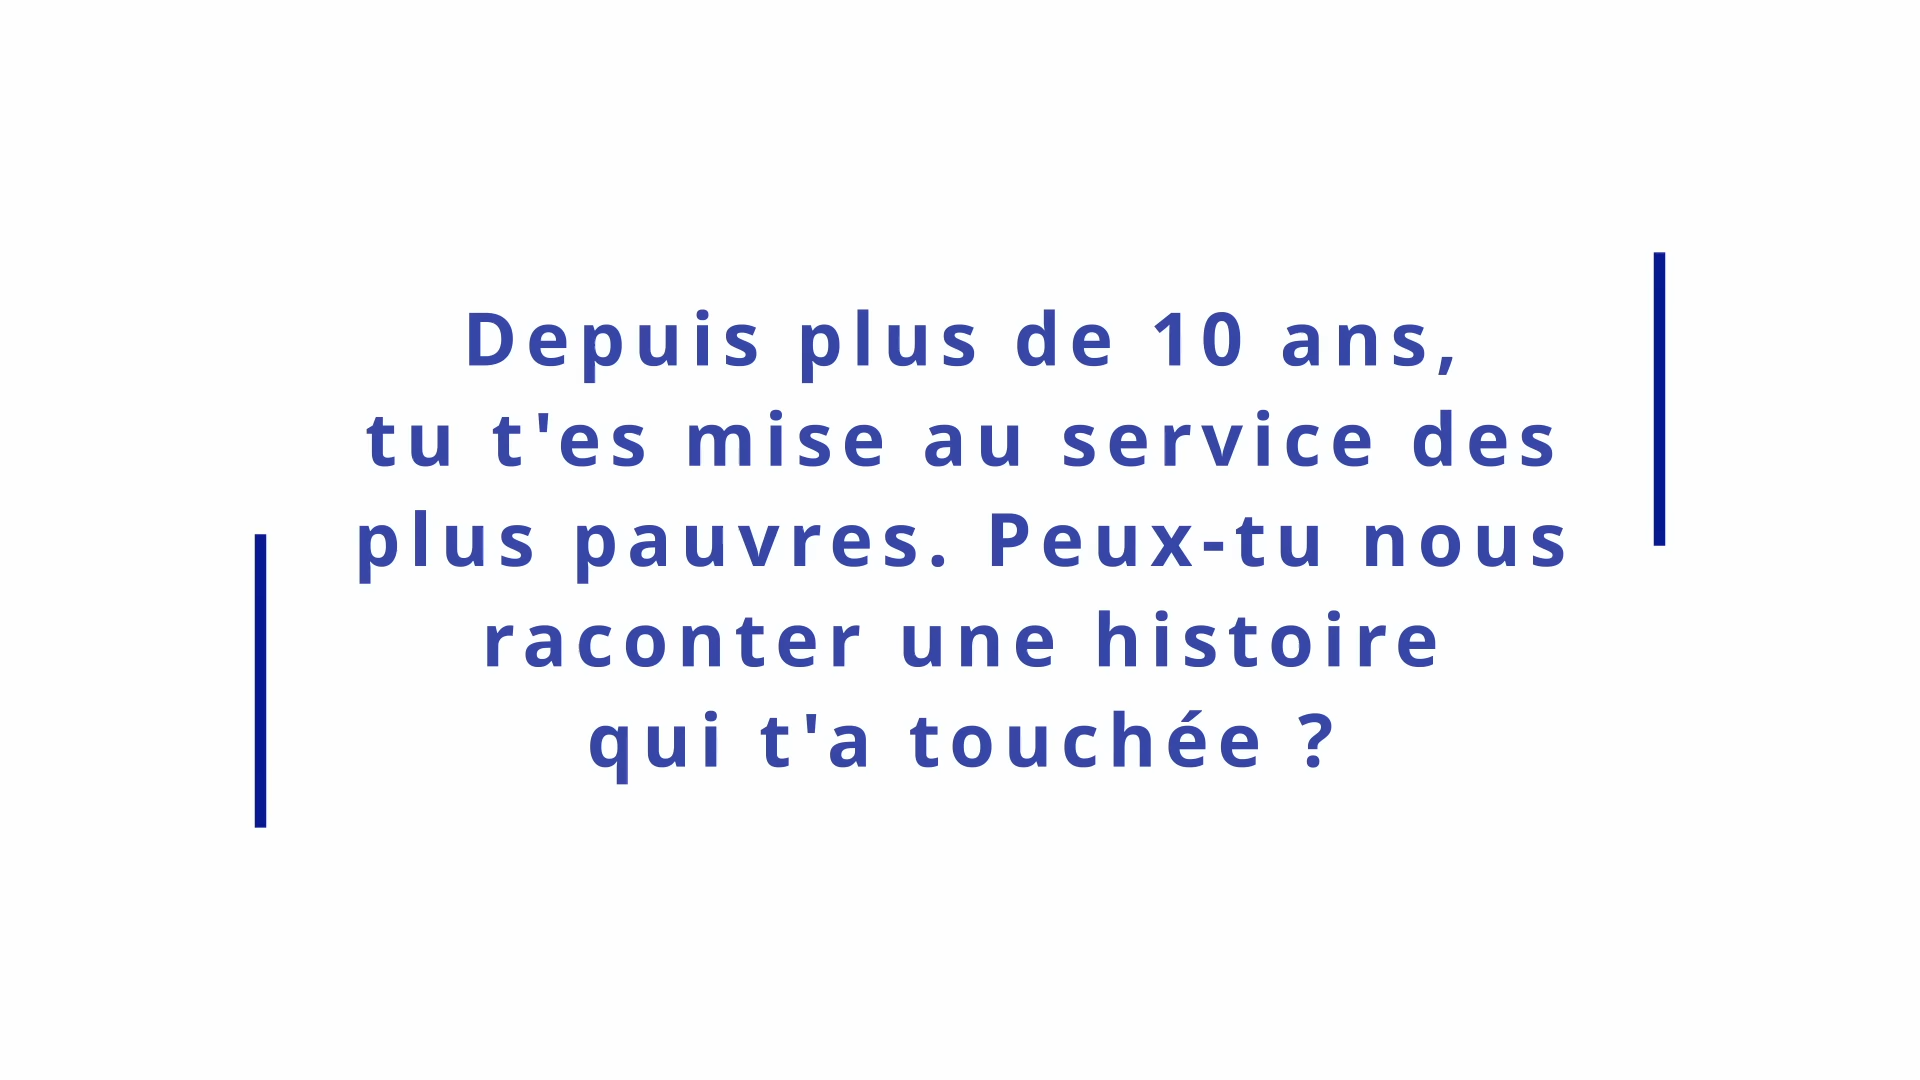 Depuis plus de 10 ans,
tu t'es mise au service des
plus pauvres. Peux-tu nous
raconter une histoire
qui t'a touchée ?